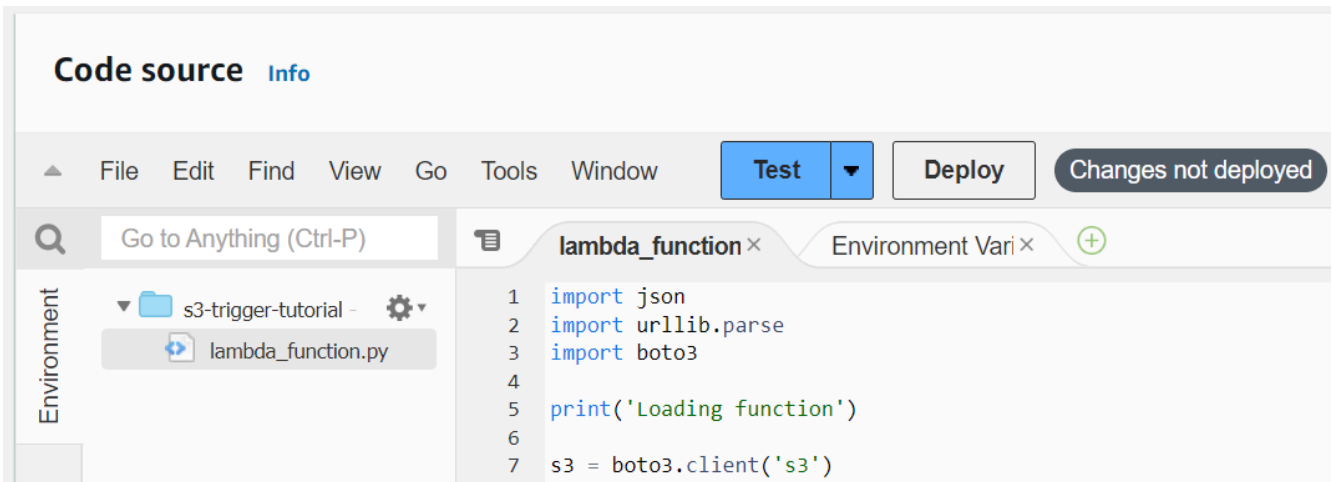 Code source Info
File Edit Find View Go Tools Window Test Deploy Changes not deployed
Go to Anything (Ctrl-P)
lambda_function × Environment Vari ×
Environment
s3-trigger-tutorial -
lambda_function.py
1 import json
2 import urllib.parse
3 import boto3
4
5 print('Loading function')
6
7 s3 = boto3.client('s3')